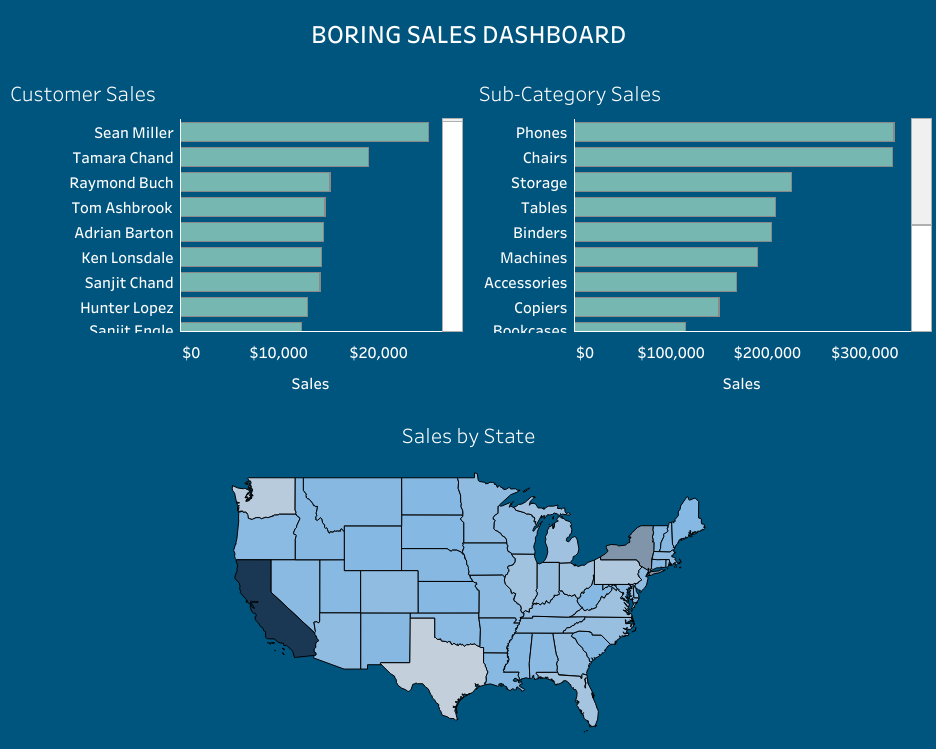 BORING SALES DASHBOARD
Customer Sales
Sean Miller
Tamara Chand
Raymond Buch
Tom Ashbrook
Adrian Barton
Ken Lonsdale
Sanjit Chand
Hunter Lopez
Sanjit Engle
$0 $10,000 $20,000
Sales
Sub-Category Sales
Phones
Chairs
Storage
Tables
Binders
Machines
Accessories
Copiers
Bookcases
$0 $100,000 $200,000 $300,000
Sales
Sales by State